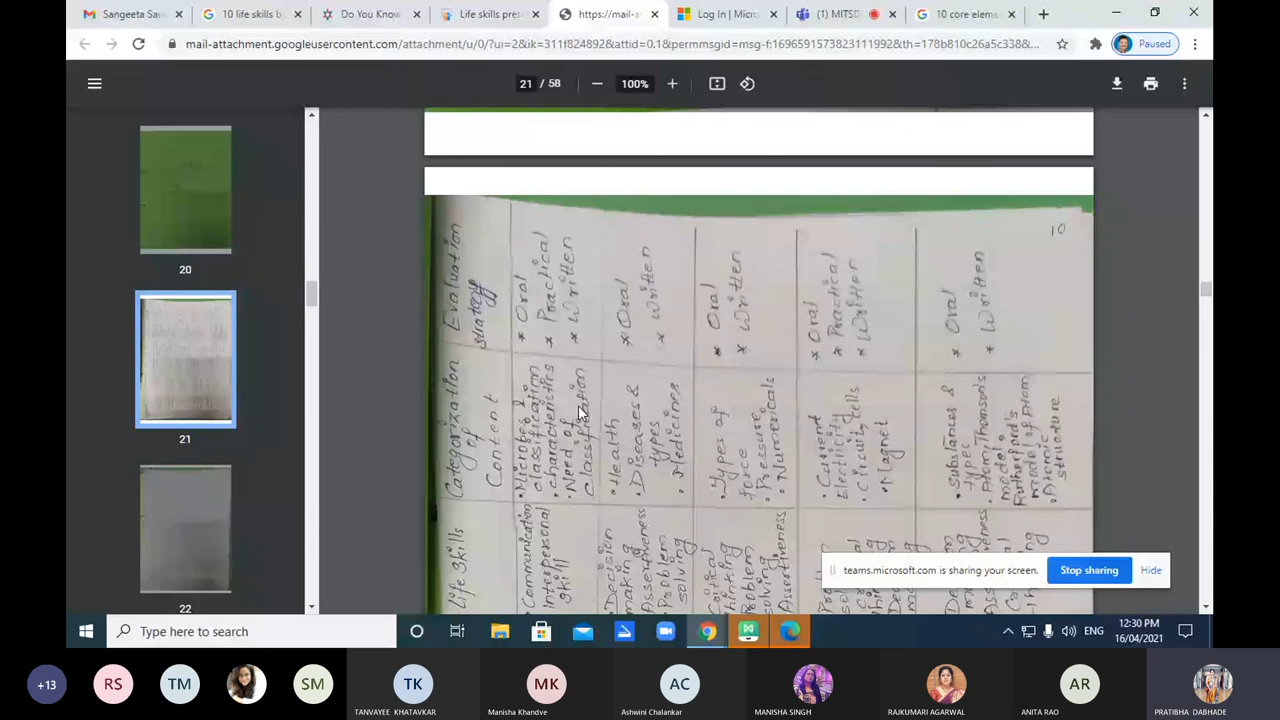 Sangeeta Saye
10 life skills b
Do You Know
Life skills pres
https://mail-a
Log In | Micr
(1) MITSD
10 core elem
mail-attachment.googleusercontent.com/attachment/u/0/?ui=2&ik=311f824892&attid=0.1&permmsgid=msg-f:1696591573823111992&th=178b810c26a5c338&...
Paused
21 / 58
100%
20
21
22
Evaluation
* Oral
* Practical
* Written
* Oral
* Written
* Oral
* Written
* Oral
* Practical
* Written
* Oral
* Written
10
Categorization
of
Content
• Microbes &
classification
• characteristics
• Need of
Classification
• Health
• Diseases &
types
• Medicines
• Types of
force
• Pressure
• Numericals
• Current
Electricity
• Circuit, cells
• Magnet
• Substances &
types
• Atom, Thomson's
model,
Rutherford's
model of Atom
• Atomic
structure
Life Skills
Communication
Interpersonal
skill
Decision
making
Assertiveness
Problem
solving
Critical
thinking
Problem
solving
Assertiveness
teams.microsoft.com is sharing your screen.
Stop sharing
Hide
Type here to search
ENG
12:30 PM
16/04/2021
+13
RS
TM
SM
TK
TANVAYEE KHATAVKAR
MK
Manisha Khandve
AC
Ashwini Chalankar
MANISHA SINGH
RAJKUMARI AGARWAL
AR
ANITA RAO
PRATIBHA DABHADE